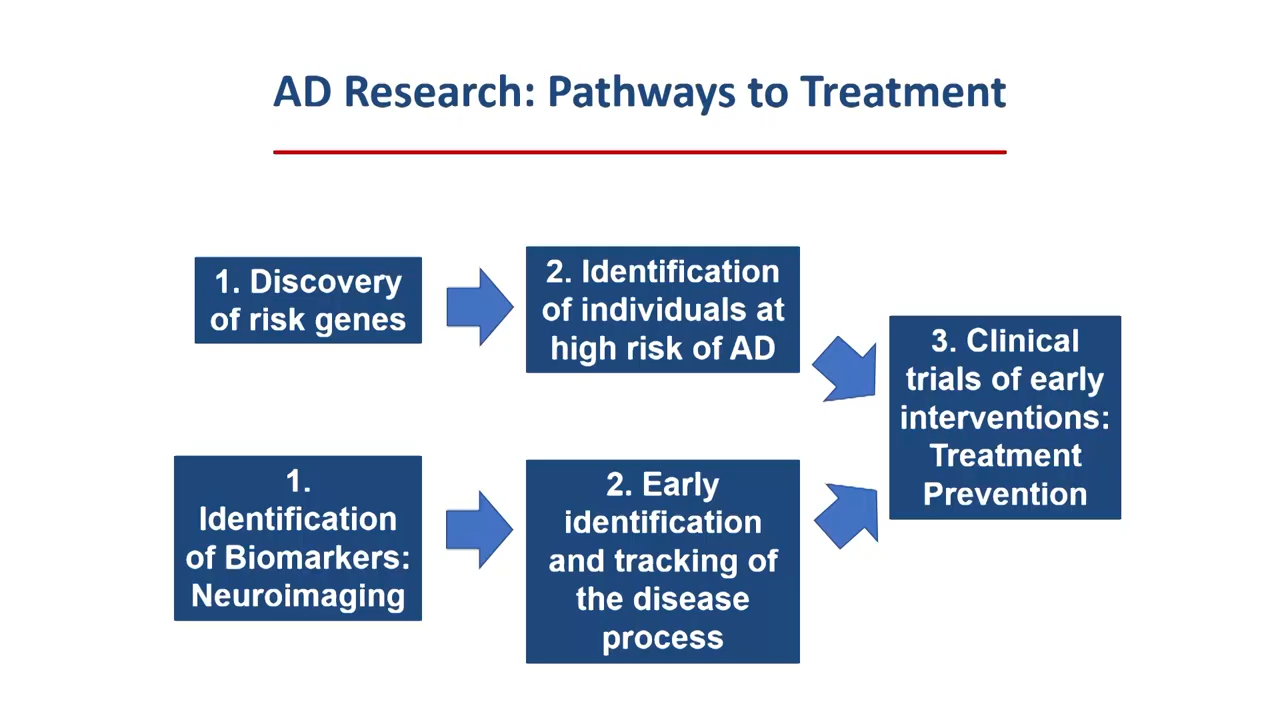 AD Research: Pathways to Treatment
1. Discovery
of risk genes
2. Identification
of individuals at
high risk of AD
1.
Identification
of Biomarkers:
Neuroimaging
2. Early
identification
and tracking of
the disease
process
3. Clinical
trials of early
interventions:
Treatment
Prevention